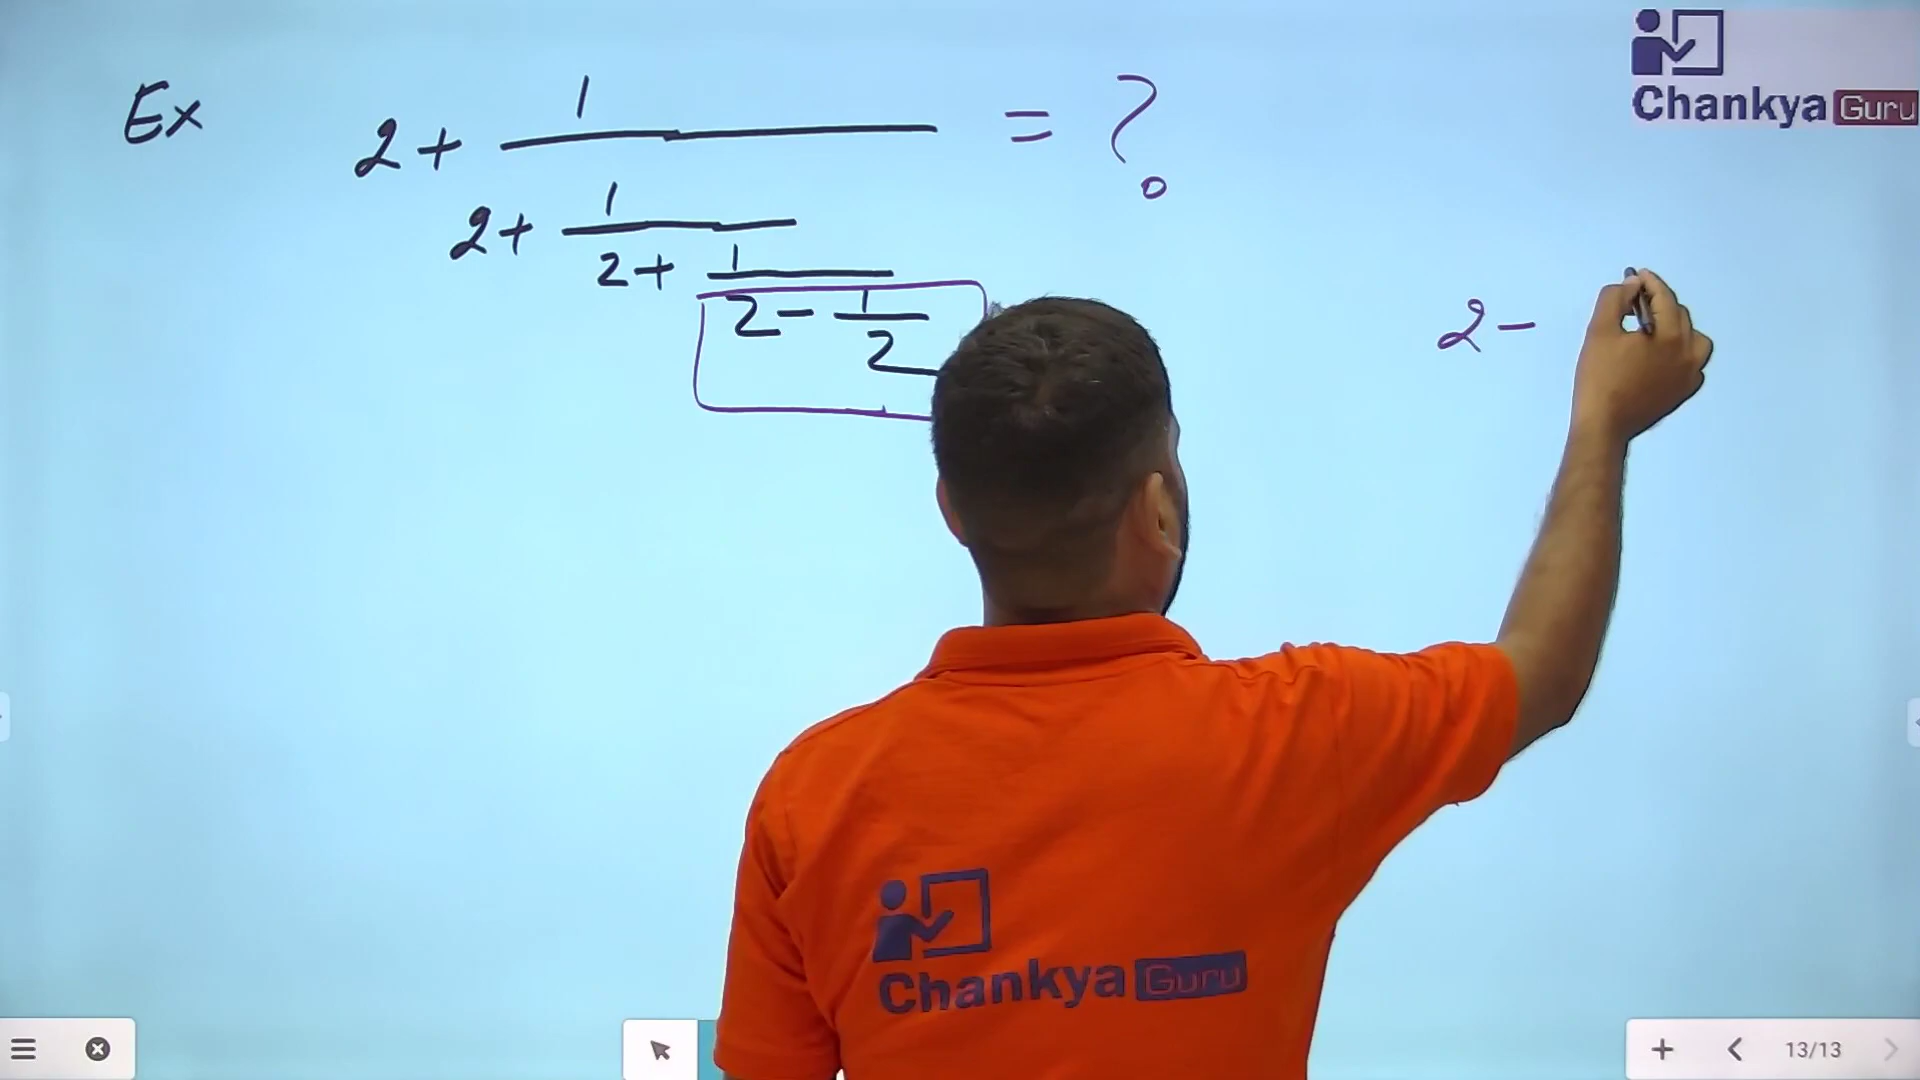 Chankya Guru
Ex
2 + 1 = ?
2 + 1
2 + 1
2 - 1
2
2 -
Chankya Guru
13/13